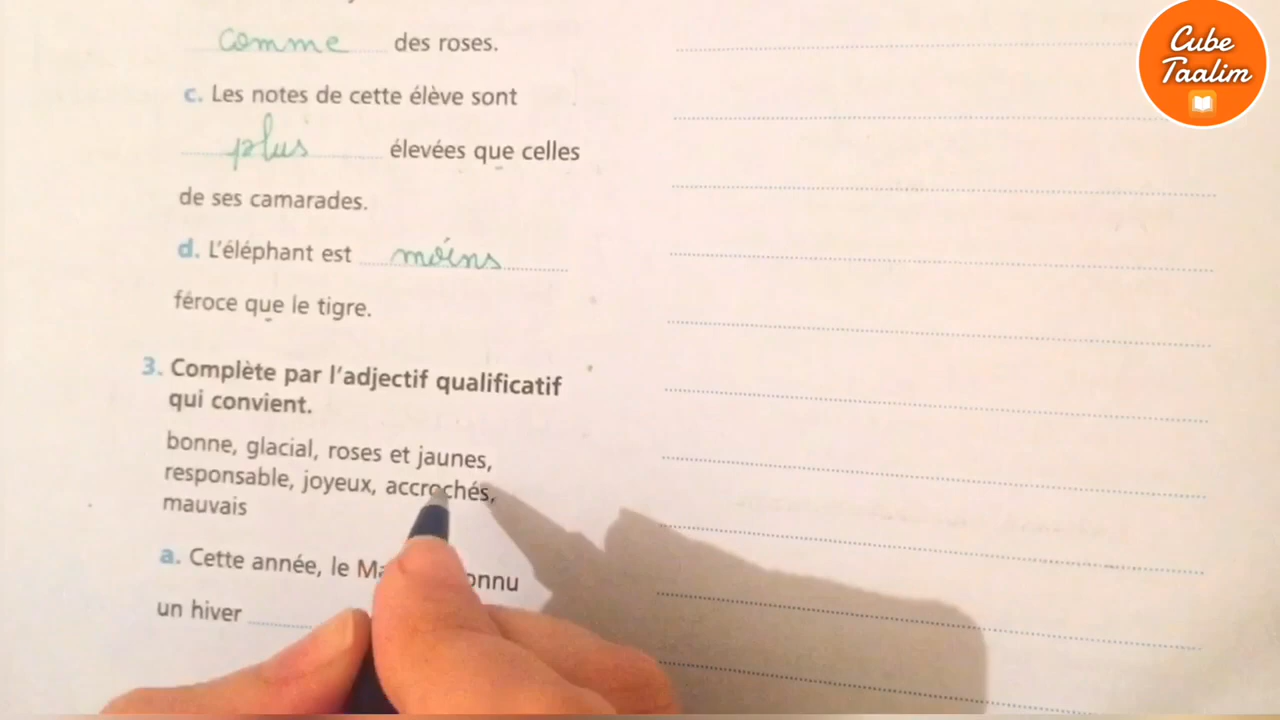 comme des roses.
c. Les notes de cette élève sont
plus élevées que celles
de ses camarades.
d. L'éléphant est moins
féroce que le tigre.
3. Complète par l'adjectif qualificatif
qui convient.
bonne, glacial, roses et jaunes,
responsable, joyeux, accrochés,
mauvais
a. Cette année, le
un hiver
Cube
Taalim